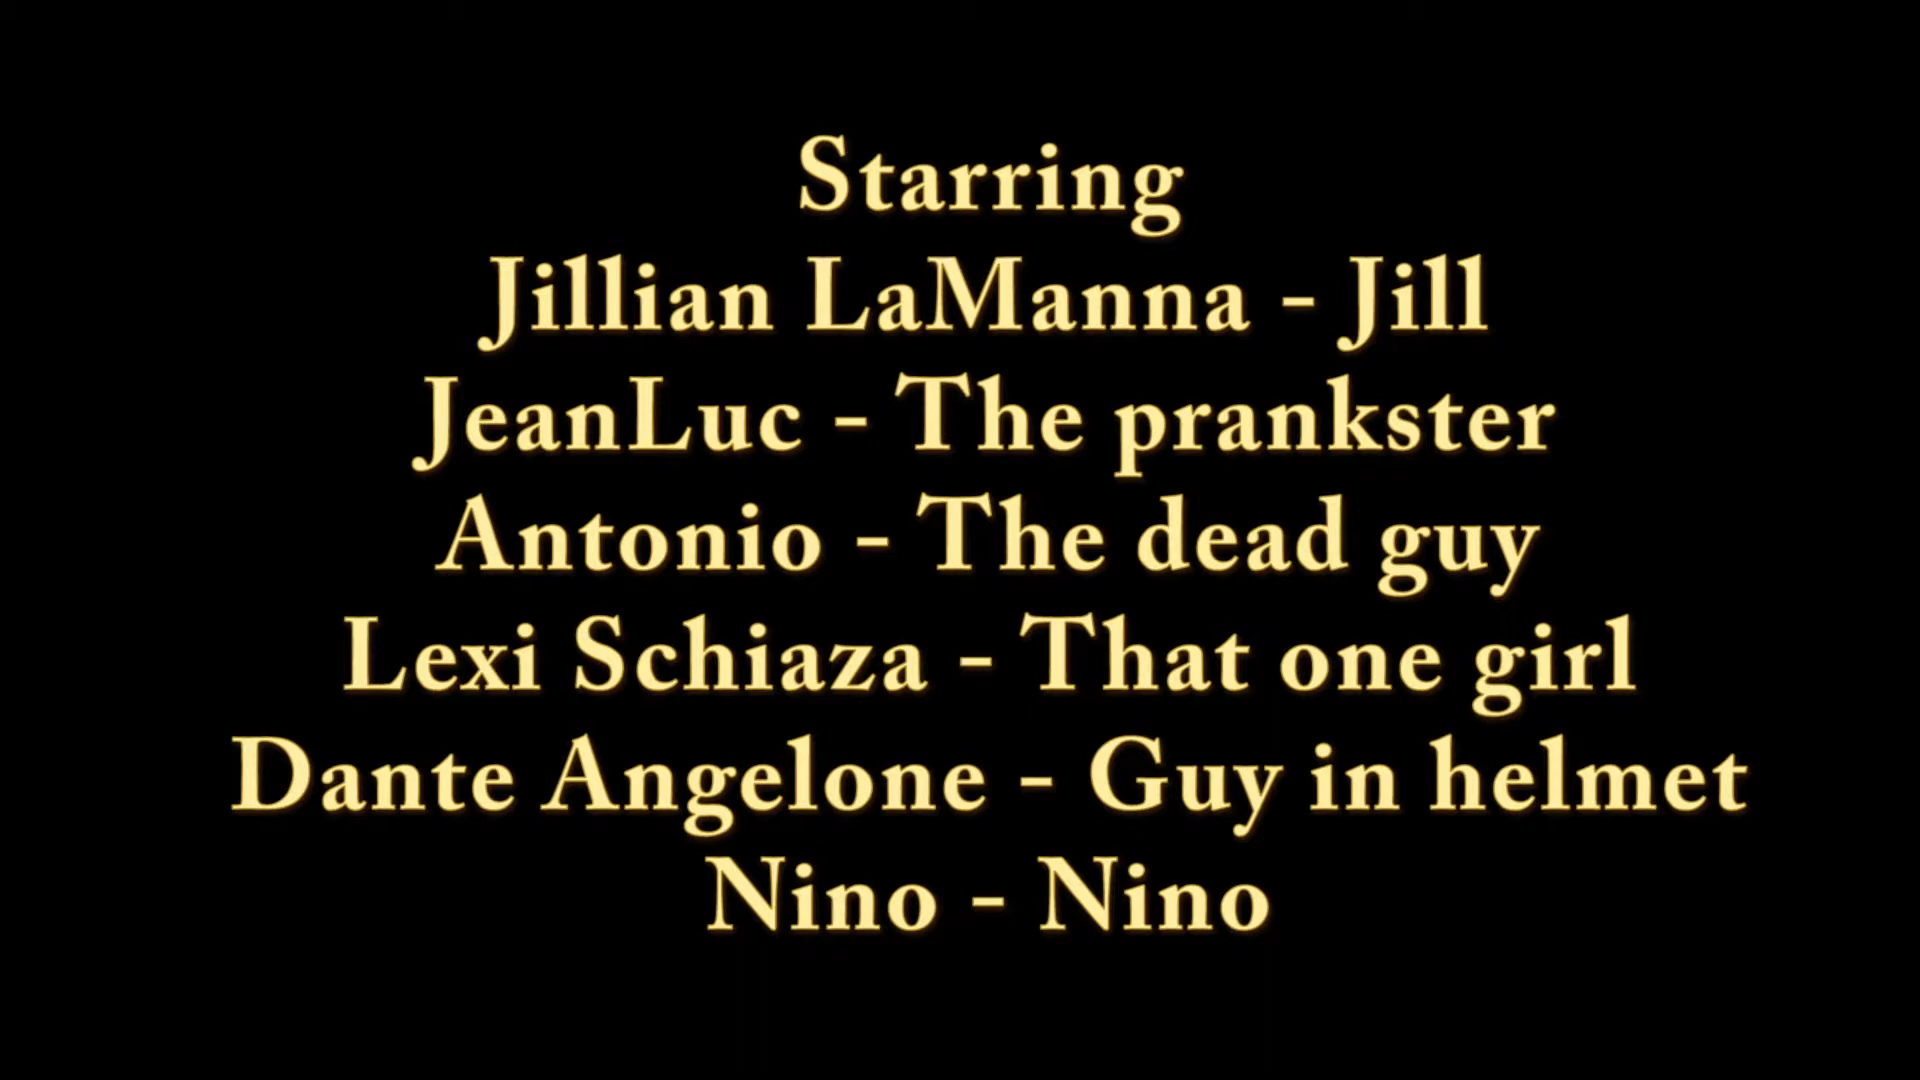 Starring
Jillian LaManna - Jill
JeanLuc - The prankster
Antonio - The dead guy
Lexi Schiaza - That one girl
Dante Angelone - Guy in helmet
Nino - Nino